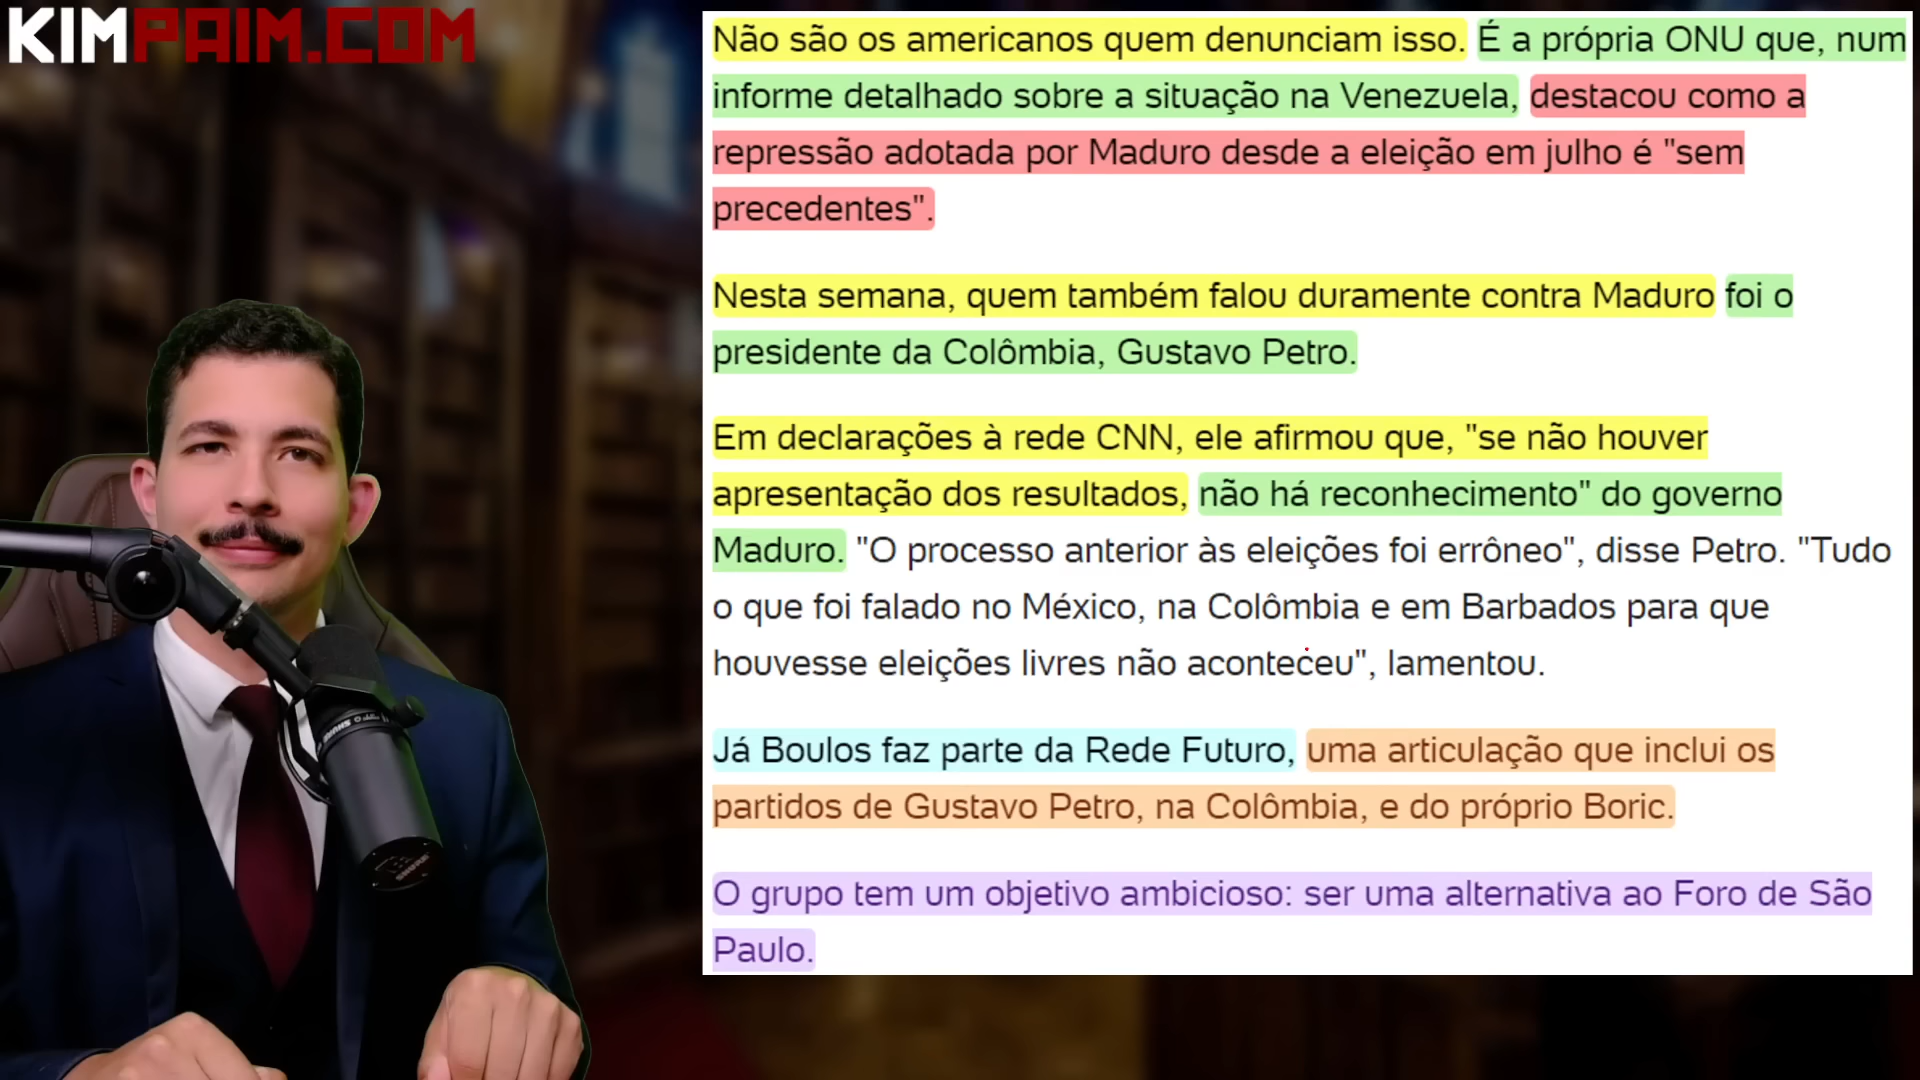 KIMPAIM.COM
Não são os americanos quem denunciam isso. É a própria ONU que, num
informe detalhado sobre a situação na Venezuela, destacou como a
repressão adotada por Maduro desde a eleição em julho é "sem
precedentes".
Nesta semana, quem também falou duramente contra Maduro foi o
presidente da Colômbia, Gustavo Petro.
Em declarações à rede CNN, ele afirmou que, "se não houver
apresentação dos resultados, não há reconhecimento" do governo
Maduro. "O processo anterior às eleições foi errôneo", disse Petro. "Tudo
o que foi falado no México, na Colômbia e em Barbados para que
houvesse eleições livres não aconteceu", lamentou.
Já Boulos faz parte da Rede Futuro, uma articulação que inclui os
partidos de Gustavo Petro, na Colômbia, e do próprio Boric.
O grupo tem um objetivo ambicioso: ser uma alternativa ao Foro de São
Paulo.
SHURE
SHURE